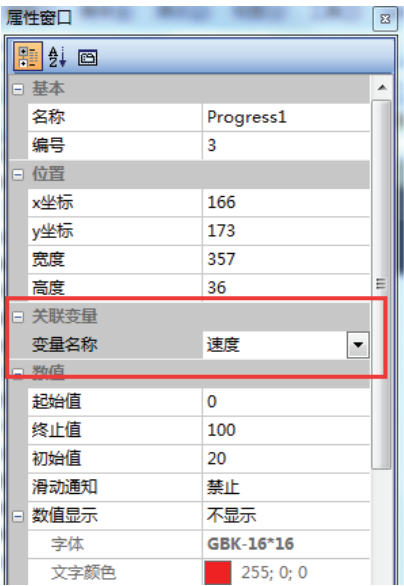 属性窗口
基本
名称 Progress1
编号 3
位置
x坐标 166
y坐标 173
宽度 357
高度 36
关联变量
变量名称 速度
数值
起始值 0
终止值 100
初始值 20
滑动通知 禁止
数值显示 不显示
字体 GBK-16*16
文字颜色 255; 0; 0